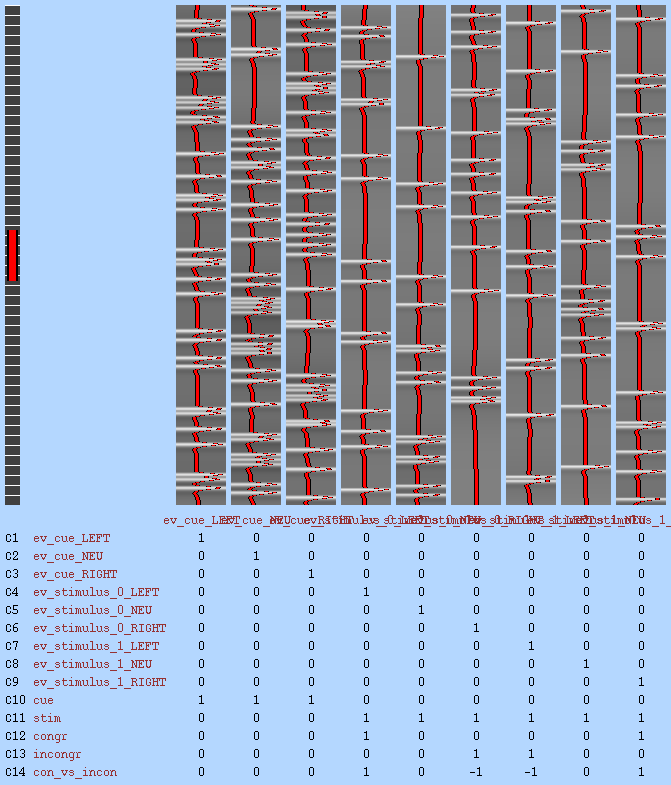 ev_cue_LEFT
C1 ev_cue_LEFT 1 0 0 0 0 0 0 0 0
C2 ev_cue_NEU 0 1 0 0 0 0 0 0 0
C3 ev_cue_RIGHT 0 0 1 0 0 0 0 0 0
C4 ev_stimulus_0_LEFT 0 0 0 1 0 0 0 0 0
C5 ev_stimulus_0_NEU 0 0 0 0 1 0 0 0 0
C6 ev_stimulus_0_RIGHT 0 0 0 0 0 1 0 0 0
C7 ev_stimulus_1_LEFT 0 0 0 0 0 0 1 0 0
C8 ev_stimulus_1_NEU 0 0 0 0 0 0 0 1 0
C9 ev_stimulus_1_RIGHT 0 0 0 0 0 0 0 0 1
C10 cue 1 1 1 0 0 0 0 0 0
C11 stim 0 0 0 1 1 1 1 1 1
C12 congr 0 0 0 1 0 0 0 0 1
C13 incongr 0 0 0 0 0 1 1 0 0
C14 con_vs_incon 0 0 0 1 0 -1 -1 0 1